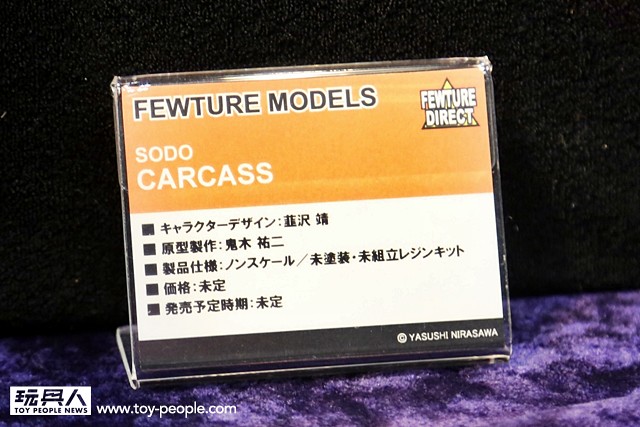 FEWTURE MODELS
FEWTURE
DIRECT
SODO
CARCASS
■ キャラクターデザイン：韮沢 靖
■ 原型製作：鬼木 祐二
■ 製品仕様：ノンスケール／未塗装・未組立レジンキット
■ 価格：未定
■ 発売予定時期：未定
© YASUSHI NIRASAWA
玩具人
TOY PEOPLE NEWS
www.toy-people.com